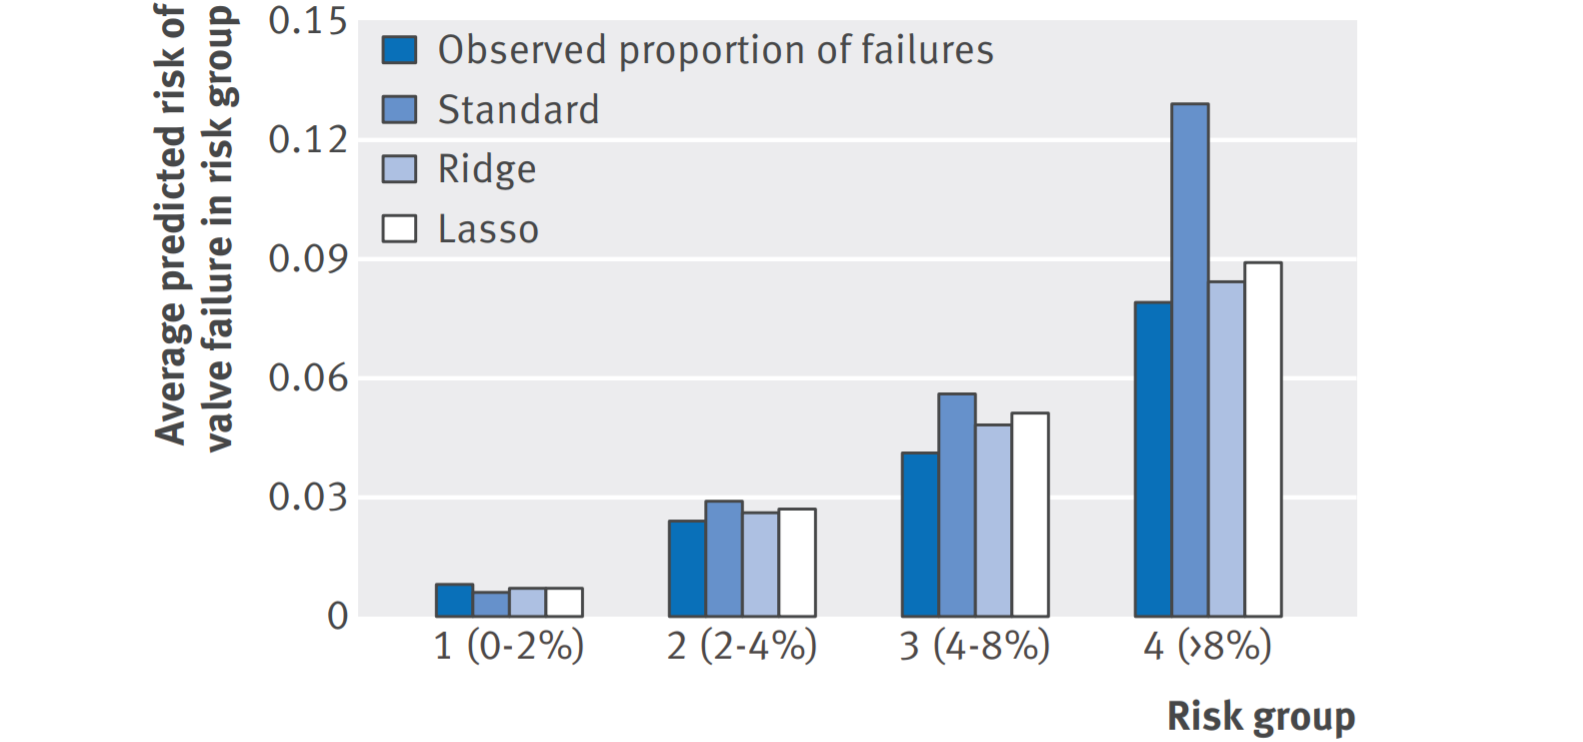 Average predicted risk of
valve failure in risk group
0.15
0.12
0.09
0.06
0.03
0
Observed proportion of failures
Standard
Ridge
Lasso
1 (0-2%)
2 (2-4%)
3 (4-8%)
4 (>8%)
Risk group